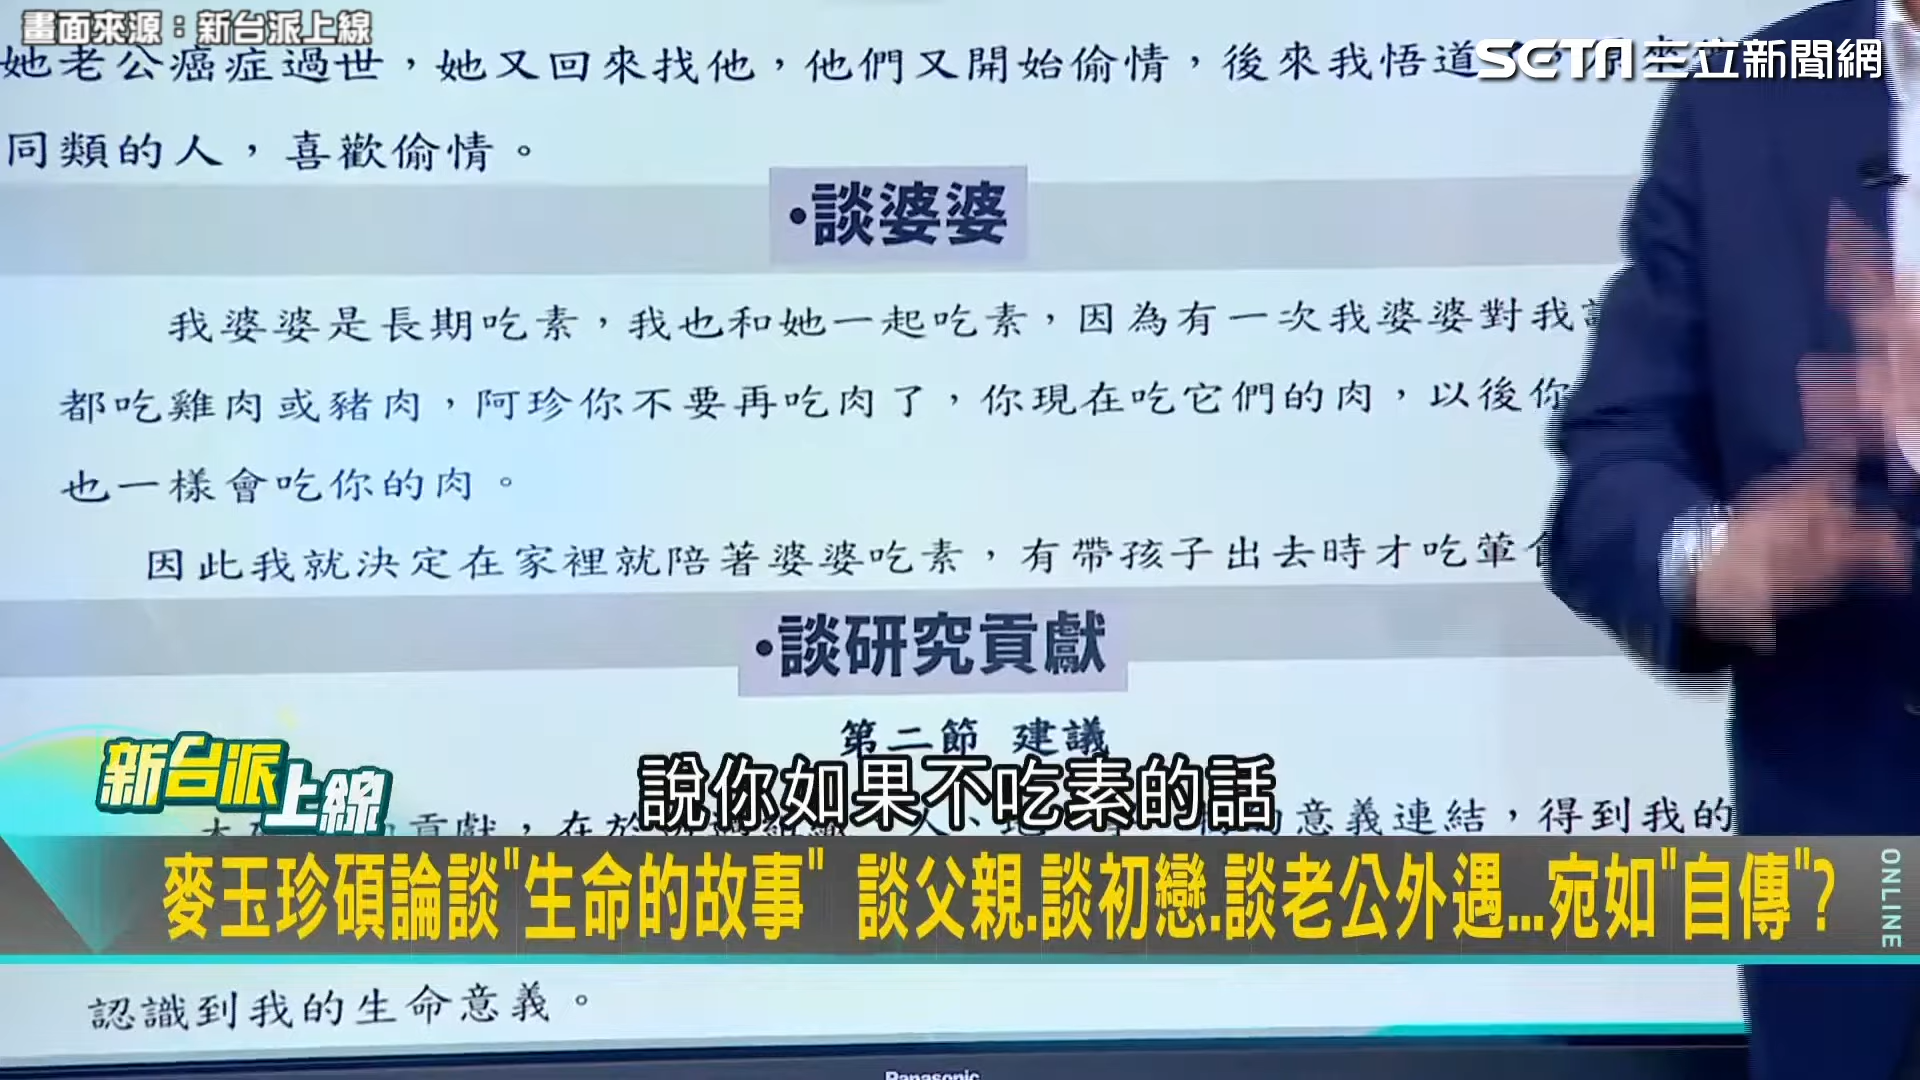 畫面來源：新台派上線
SETN三立新聞網
她老公癌症過世，她又回來找他，他們又開始偷情，後來我悟道
同類的人，喜歡偷情。
•談婆婆
我婆婆是長期吃素，我也和她一起吃素，因為有一次我婆婆對我
都吃雞肉或豬肉，阿珍你不要再吃肉了，你現在吃它們的肉，以後你
也一樣會吃你的肉。
因此我就決定在家裡就陪著婆婆吃素，有帶孩子出去時才吃葷
•談研究貢獻
第二節 建議
貢獻，在於
意義連結，得到我的
新台派上線
說你如果不吃素的話
麥玉珍碩論談"生命的故事" 談父親.談初戀.談老公外遇...宛如"自傳"?
ONLINE
認識到我的生命意義。
Panasonic